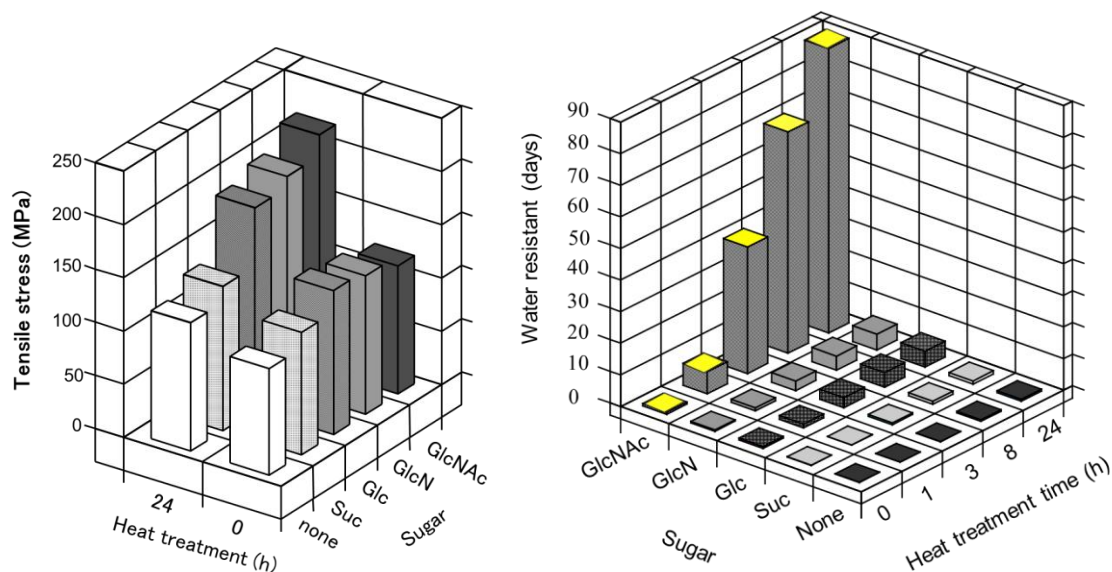 250
200
150
100
50
0
Tensile stress (MPa)
24
0
Heat treatment (h)
none
Suc
Glc
GlcN
GlcNAc
Sugar
90
80
70
60
50
40
30
20
10
0
Water resistant (days)
GlcNAc
GlcN
Glc
Suc
None
Sugar
0
1
3
8
24
Heat treatment time (h)